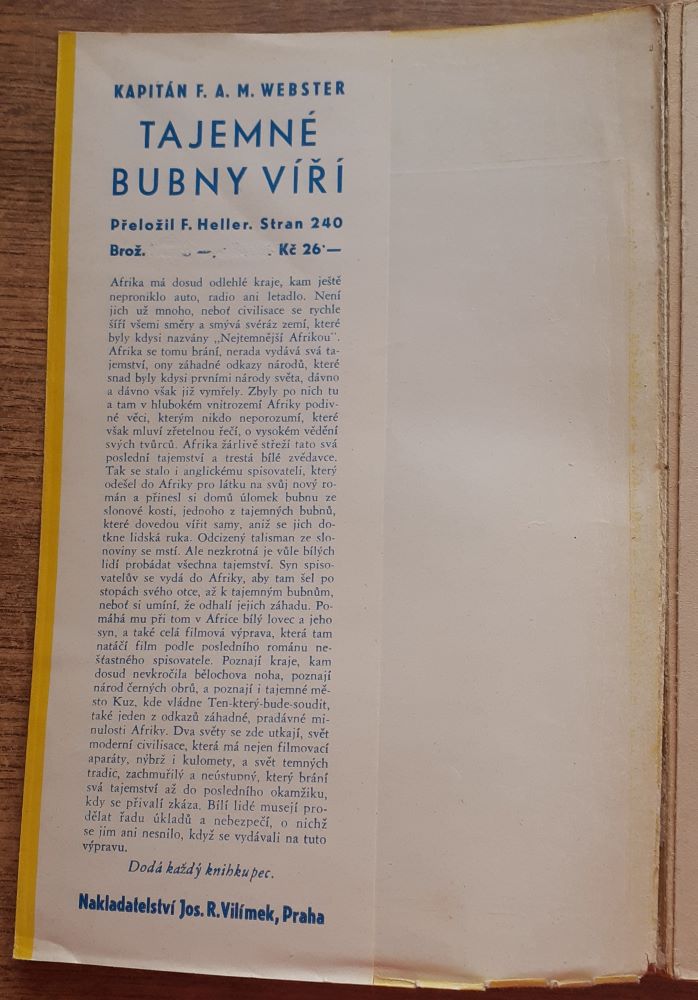 KAPITÁN F. A. M. WEBSTER
TAJEMNÉ
BUBNY VÍŘÍ
Přeložil F. Heller. Stran 240
Brož. Kč 26·—
Afrika má dosud odlehlé kraje, kam ještě
neproniklo auto, radio ani letadlo. Není
jich už mnoho, neboť civilisace se rychle
šíří všemi směry a smývá svéráz zemí, které
byly kdysi nazvány „Nejtemnější Afrikou".
Afrika se tomu brání, nerada vydává svá ta-
jemství, ony záhadné odkazy národů, které
snad byly kdysi prvními národy světa, dávno
a dávno však již vymřely. Zbyly po nich tu
a tam v hlubokém vnitrozemí Afriky podiv-
né věci, kterým nikdo neporozumí, které
však mluví zřetelnou řečí, o vysokém vědění
svých tvůrců. Afrika žárlivě střeží tato svá
poslední tajemství a trestá bílé zvědavce.
Tak se stalo i anglickému spisovateli, který
odešel do Afriky pro látku na svůj nový ro-
mán a přinesl si domů úlomek bubnu ze
slonové kosti, jednoho z tajemných bubnů,
které dovedou vířit samy, aniž se jich do-
tkne lidská ruka. Odcizený talisman ze slo-
noviny se mstí. Ale nezkrotná je vůle bílých
lidí probádat všechna tajemství. Syn spiso-
vatelův se vydá do Afriky, aby tam šel po
stopách svého otce, až k tajemným bubnům,
neboť si umíní, že odhalí jejich záhadu. Po-
máhá mu při tom v Africe bílý lovec a jeho
syn, a také celá filmová výprava, která tam
natáčí film podle posledního románu ne-
šťastného spisovatele. Poznají kraje, kam
dosud nevkročila bělochova noha, poznají
národ černých obrů, a poznají i tajemné mě-
sto Kuz, kde vládne Ten-který-bude-soudit,
také jeden z odkazů záhadné, pradávné mi-
nulosti Afriky. Dva světy se zde utkají, svět
moderní civilisace, která má nejen filmovací
aparáty, nýbrž i kulomety, a svět temných
tradic, zachmuřilý a neústupný, který brání
svá tajemství až do posledního okamžiku,
kdy se přivalí zkáza. Bílí lidé musejí pro-
dělat řadu úkladů a nebezpečí, o nichž
se jim ani nesnilo, když se vydávali na tuto
výpravu.
Dodá každý knihkupec.
Nakladatelství Jos. R. Vilímek, Praha